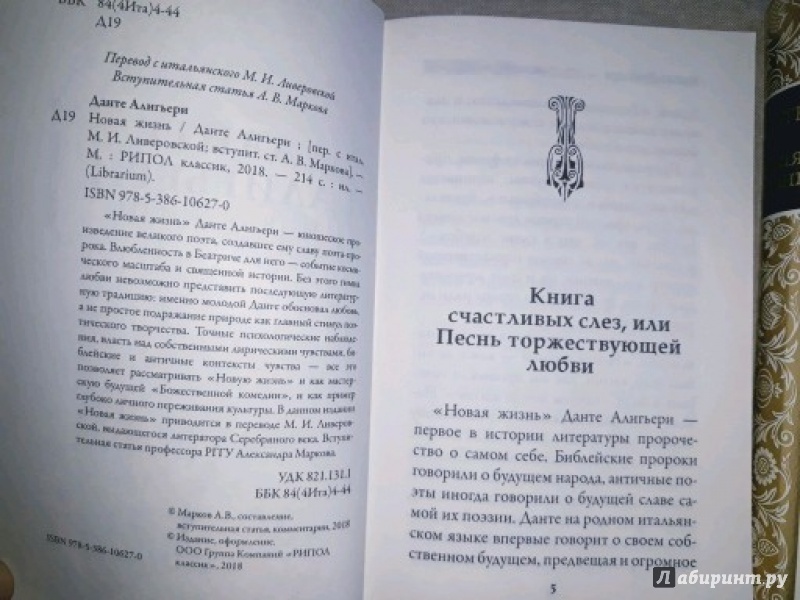 ББК 84(4Ита)4-44
Д19
Перевод с итальянского М. И. Ливеровской
Вступительная статья А. В. Маркова
Данте Алигьери
Д19 Новая жизнь / Данте Алигьери ; [пер. с итал.
М. И. Ливеровской; вступит. ст. А. В. Маркова]. —
М. : РИПОЛ классик, 2018. — 214 с. : ил. —
(Librarium).
ISBN 978-5-386-10627-0
«Новая жизнь» Данте Алигьери — юношеское про-
изведение великого поэта, создавшее ему славу поэта-про-
рока. Влюбленность в Беатриче для него — событие косми-
ческого масштаба и священной истории. Без этого гимна
любви невозможно представить последующую литератур-
ную традицию: именно молодой Данте обосновал любовь,
а не простое подражание природе как главный стимул поэ-
тического творчества. Точные психологические наблюде-
ния, власть над собственными лирическими чувствами, биб-
лейские и античные контексты чувства — все это
позволяет рассматривать «Новую жизнь» и как мастер-
скую будущей «Божественной комедии», и как пример
глубоко личного переживания культуры. В данном издании
«Новая жизнь» приводится в переводе М. И. Ливеров-
ской, выдающегося литератора Серебряного века. Вступи-
тельная статья профессора РГГУ Александра Маркова.
УДК 821.131.1
ББК 84(4Ита)4-44
© Марков А.В., составление,
вступительная статья, комментарии, 2018
© Издание, оформление.
ООО Группа Компаний «РИПОЛ
классик», 2018
ISBN 978-5-386-10627-0
Книга
счастливых слез, или
Песнь торжествующей
любви
«Новая жизнь» Данте Алигьери —
первое в истории литературы пророче-
ство о самом себе. Библейские пророки
говорили о будущем народа, античные по-
эты иногда говорили о будущей славе са-
мой их поэзии. Данте на родном итальян-
ском языке впервые говорит о своем соб-
ственном будущем, предвещая и огромное
5
лабиринт.ру